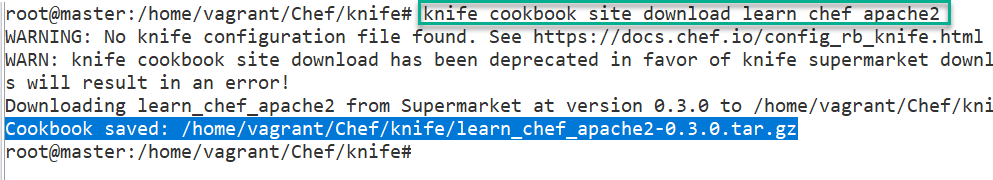 root@master:/home/vagrant/Chef/knife# knife cookbook site download learn_chef_apache2
WARNING: No knife configuration file found. See https://docs.chef.io/config_rb_knife.html
WARN: knife cookbook site download has been deprecated in favor of knife supermarket downl
s will result in an error!
Downloading learn_chef_apache2 from Supermarket at version 0.3.0 to /home/vagrant/Chef/kni
Cookbook saved: /home/vagrant/Chef/knife/learn_chef_apache2-0.3.0.tar.gz
root@master:/home/vagrant/Chef/knife#